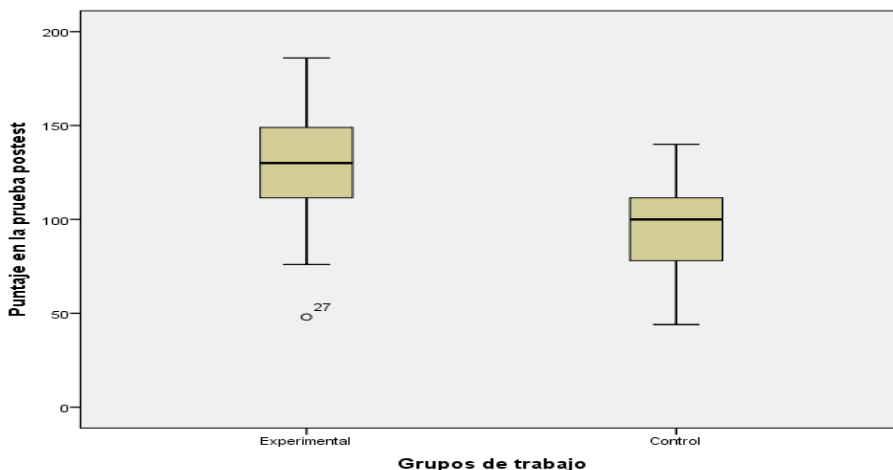 Puntaje en la prueba postest
200
150
100
50
0
27
Experimental
Control
Grupos de trabajo